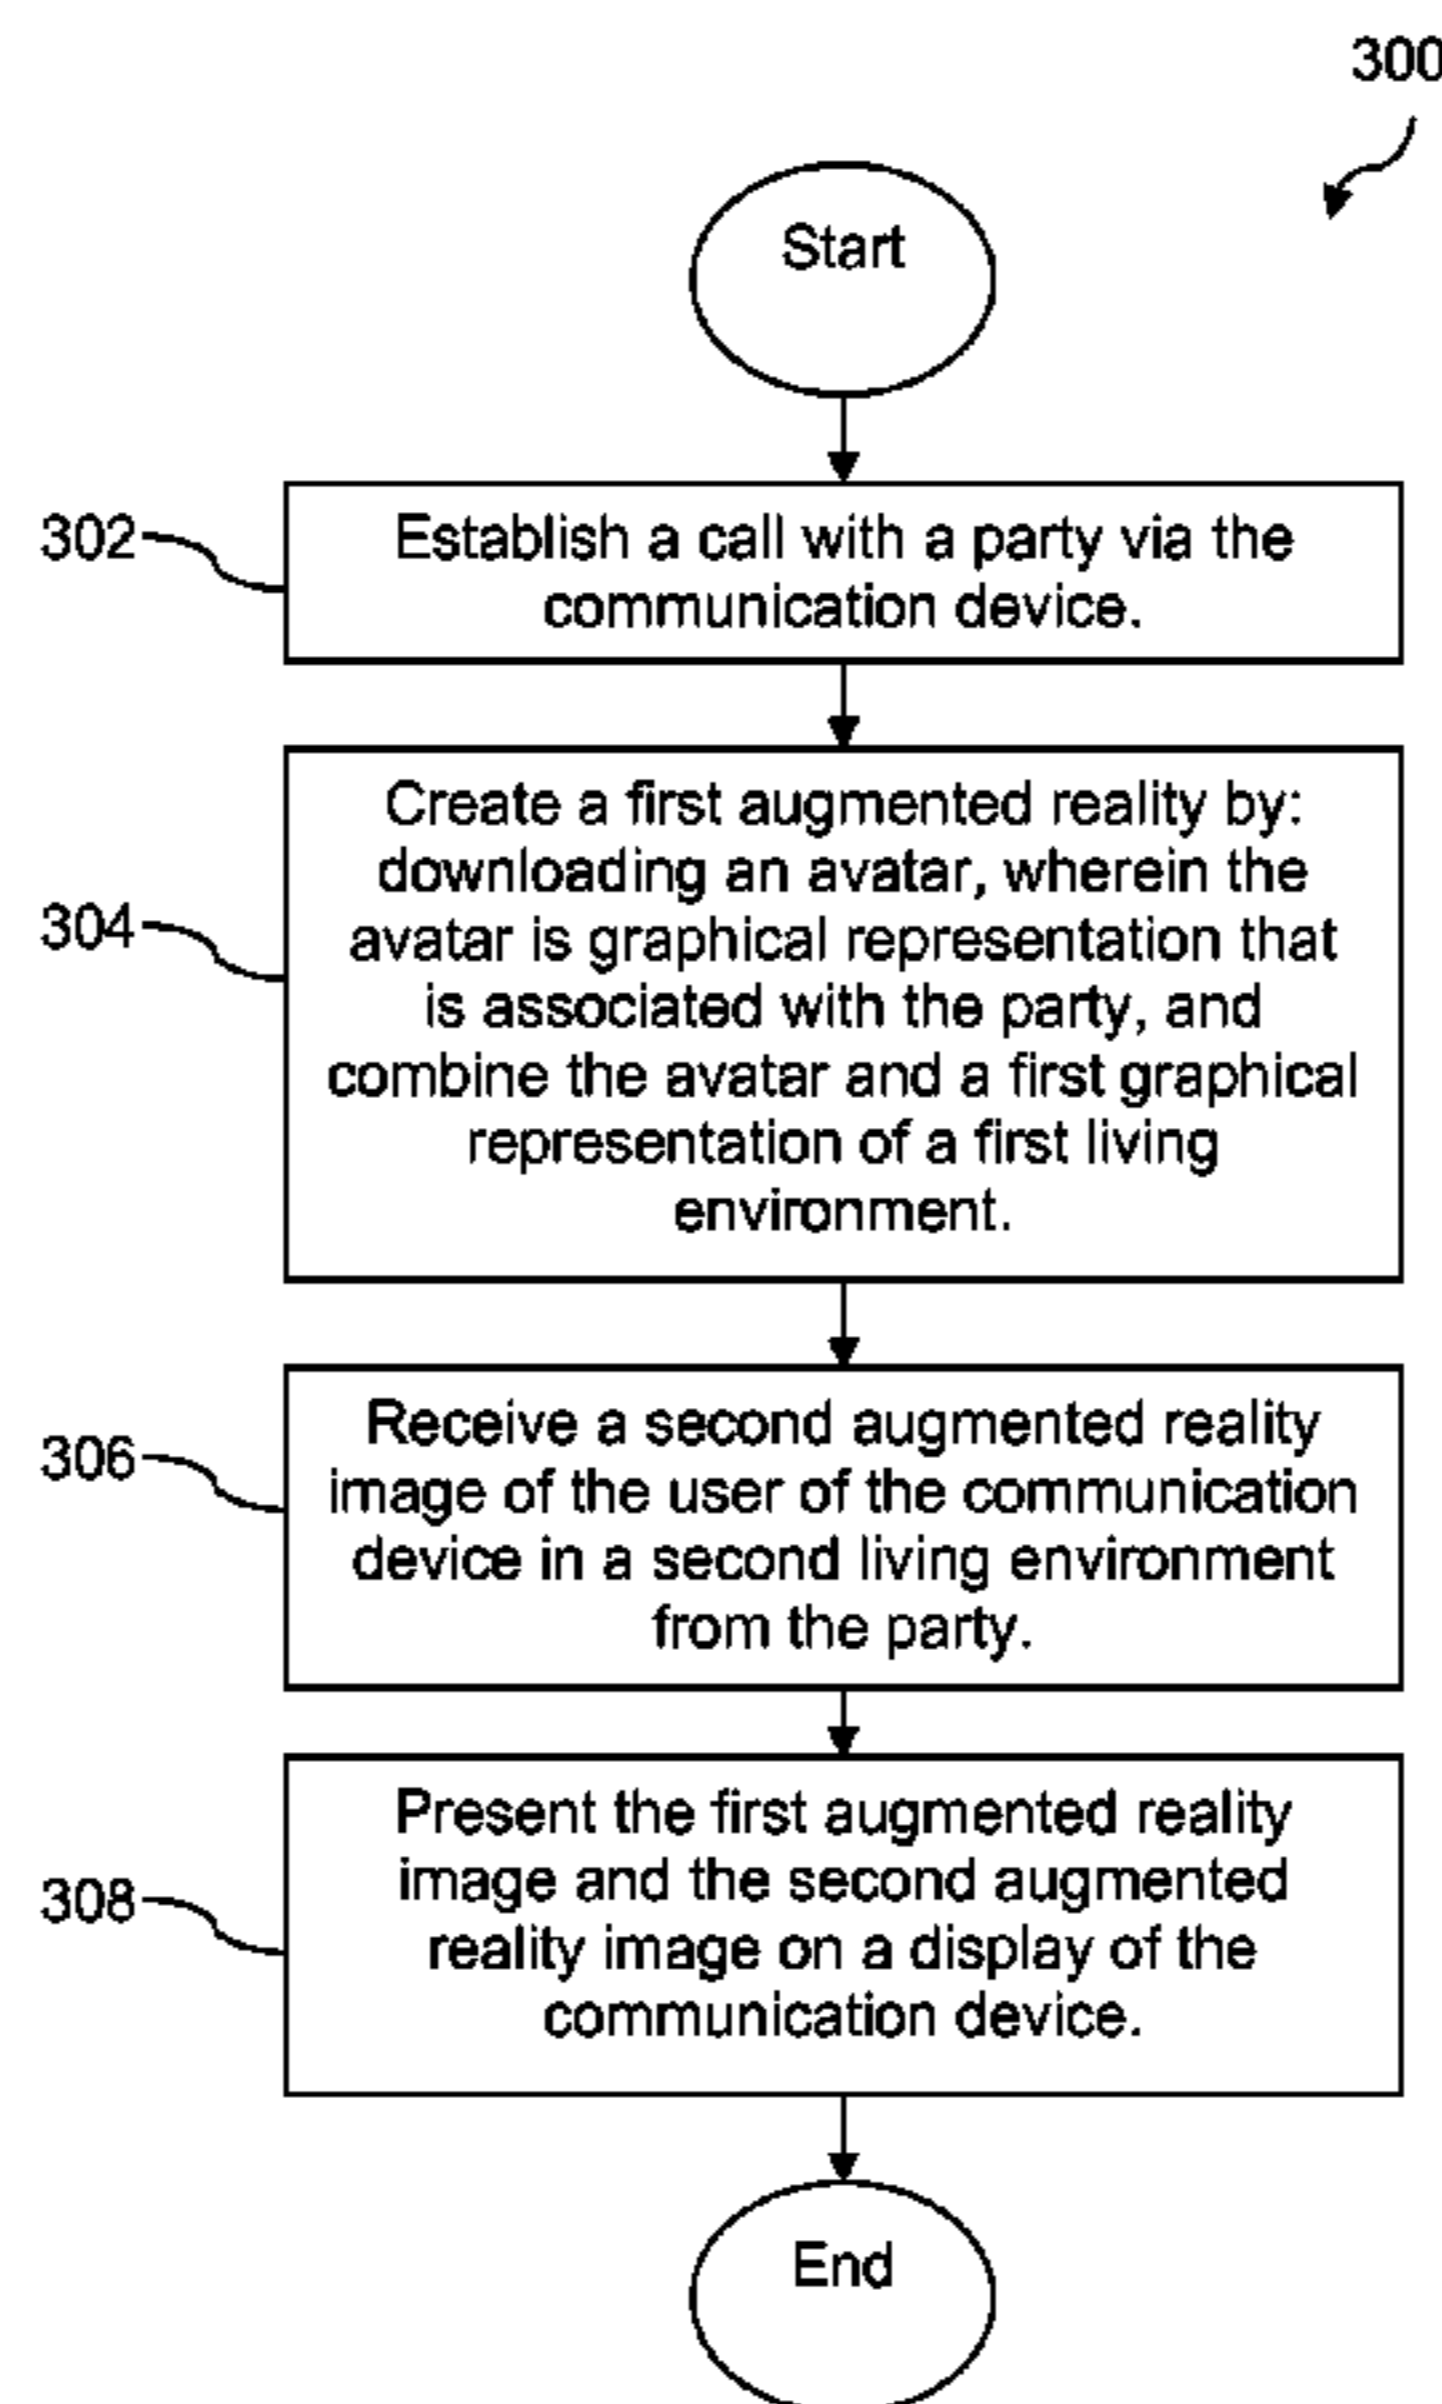 300
Start
302
Establish a call with a party via the
communication device.
304
Create a first augmented reality by:
downloading an avatar, wherein the
avatar is graphical representation that
is associated with the party, and
combine the avatar and a first graphical
representation of a first living
environment.
306
Receive a second augmented reality
image of the user of the communication
device in a second living environment
from the party.
308
Present the first augmented reality
image and the second augmented
reality image on a display of the
communication device.
End